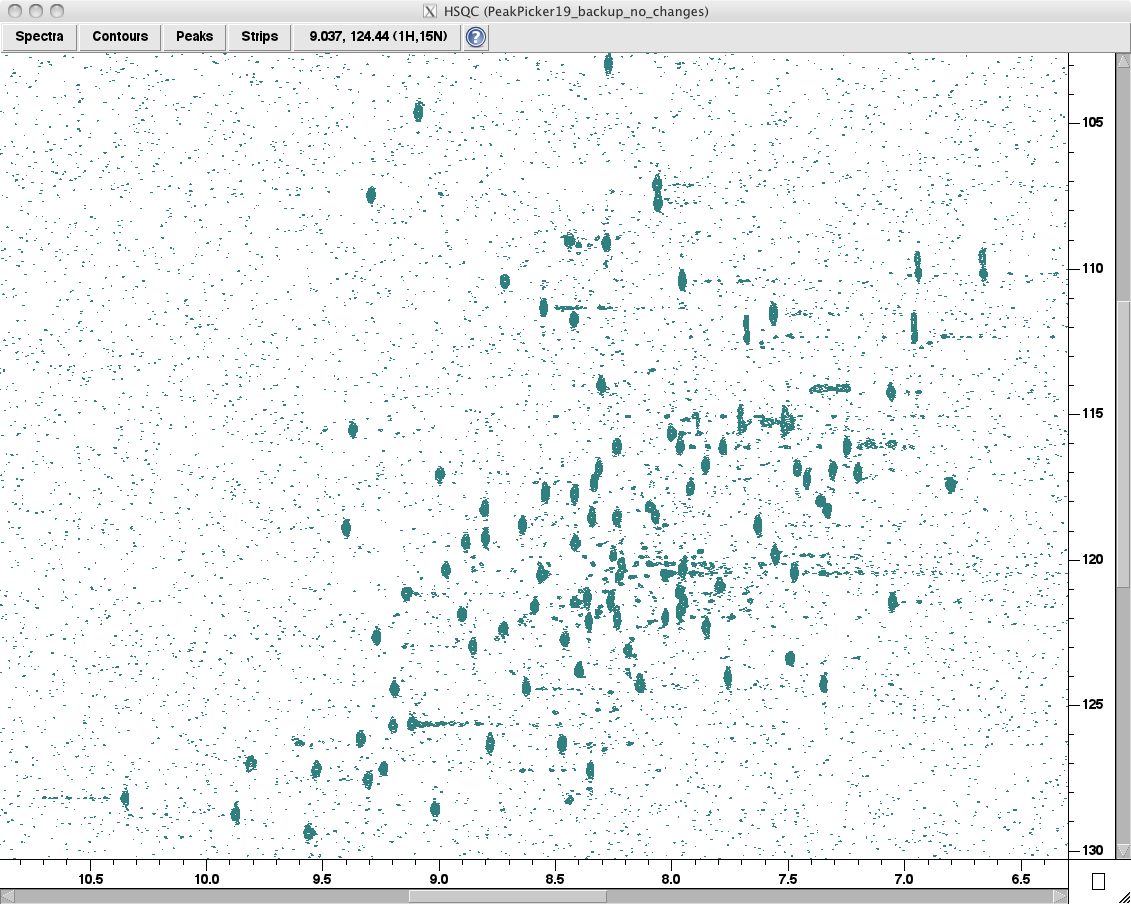 HSQC (PeakPicker19_backup_no_changes)
Spectra Contours Peaks Strips 9.037, 124.44 (1H,15N) ?
105
110
115
120
125
130
10.5 10.0 9.5 9.0 8.5 8.0 7.5 7.0 6.5